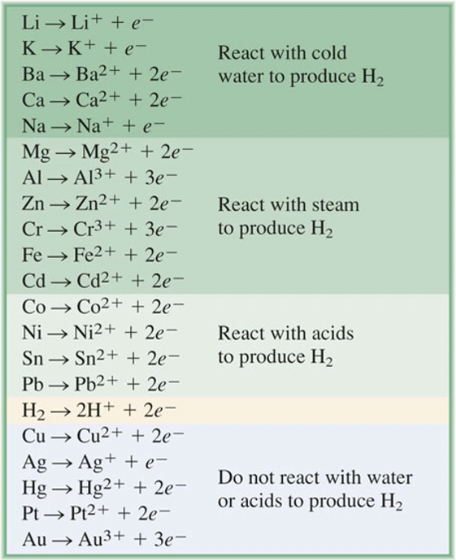 Li → Li+ + e−
K → K+ + e−
Ba → Ba2+ + 2e−
Ca → Ca2+ + 2e−
Na → Na+ + e−
React with cold
water to produce H2
Mg → Mg2+ + 2e−
Al → Al3+ + 3e−
Zn → Zn2+ + 2e−
Cr → Cr3+ + 3e−
Fe → Fe2+ + 2e−
Cd → Cd2+ + 2e−
React with steam
to produce H2
Co → Co2+ + 2e−
Ni → Ni2+ + 2e−
Sn → Sn2+ + 2e−
Pb → Pb2+ + 2e−
React with acids
to produce H2
H2 → 2H+ + 2e−
Cu → Cu2+ + 2e−
Ag → Ag+ + e−
Hg → Hg2+ + 2e−
Pt → Pt2+ + 2e−
Au → Au3+ + 3e−
Do not react with water
or acids to produce H2